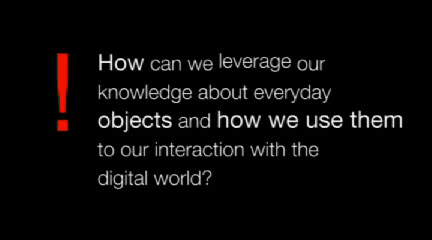 ! How can we leverage our
knowledge about everyday
objects and how we use them
to our interaction with the
digital world?